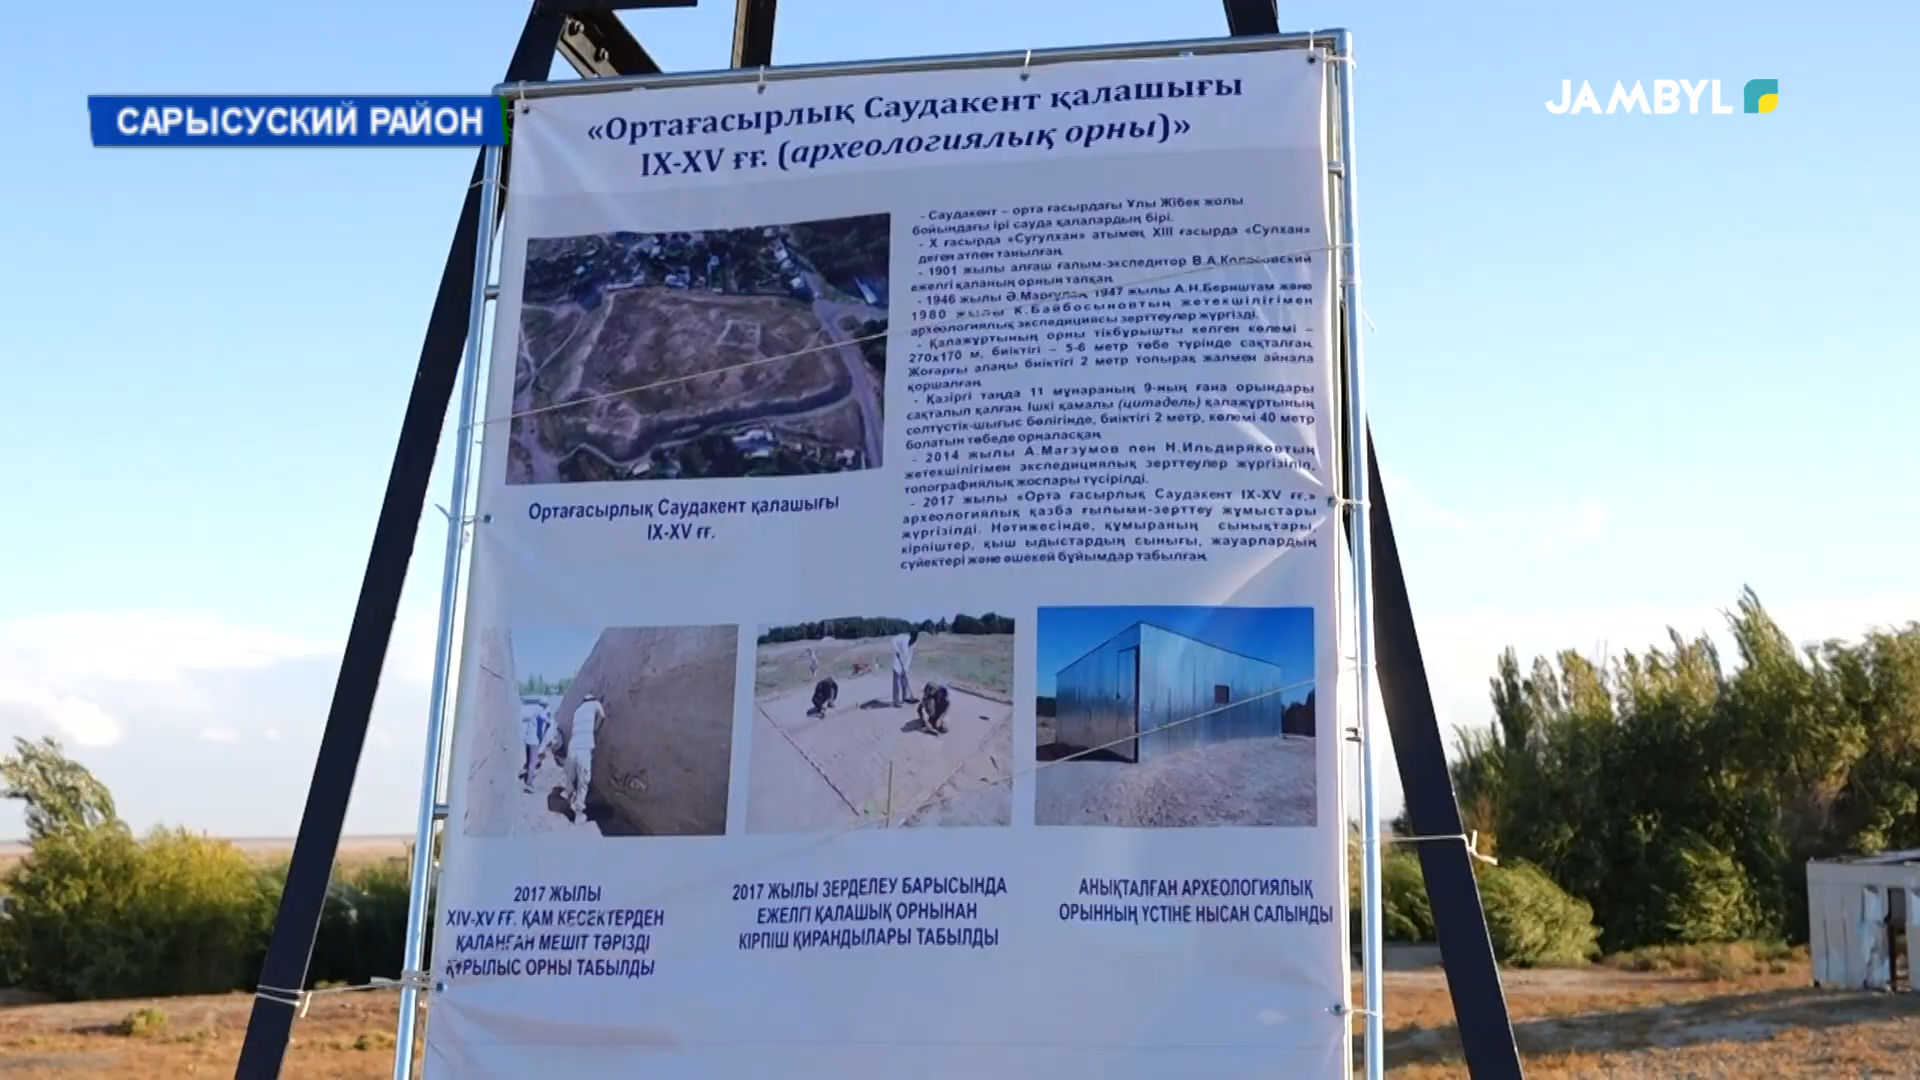 САРЫСУСКИЙ РАЙОН
JAMBYL
«Ортағасырлық Саудакент қалашығы
IX-XV ғғ. (археологиялық орны)»
- Саудакент – орта ғасырдағы Ұлы Жібек жолы
бойындағы ірі сауда қалалардың бірі.
- X ғасырда «Сугулхан» атымен, XIII ғасырда «Сулхан»
деген атпен танылған.
- 1901 жылы алғаш ғалым-экспедитор В.А.Каллаовский
ежелгі қаланың орнын тапқан.
- 1946 жылы Ә.Марғұлан, 1947 жылы А.Н.Бернштам және
1980 жылы К.Байбосыновтың жетекшілігімен
археологиялық экспедициясы зерттеулер жүргізді.
- Қалажұртының орны тікбұрышты келген көлемі –
270х170 м, биіктігі – 5-6 метр төбе түрінде сақталған.
Жоғарғы алаңы биіктігі 2 метр топырақ жалмен айнала
қоршалған.
- Қазіргі таңда 11 мұнараның 9-ның ғана орындары
сақталып қалған. Ішкі қамалы (цитадель) қалажұртының
солтүстік-шығыс бөлігінде, биіктігі 2 метр, көлемі 40 метр
болатын төбеде орналасқан.
- 2014 жылы А.Мағзумов пен Н.Ильдиряковтың
жетекшілігімен экспедициялық зерттеулер жүргізіліп,
топографиялық жоспары түсірілді.
- 2017 жылы «Орта ғасырлық Саудакент IX-XV ғғ.»
археологиялық қазба ғылыми-зерттеу жұмыстары
жүргізілді. Нәтижесінде, құмыраның сынықтары,
кірпіштер, қыш ыдыстардың сынығы, жауарлардың
сүйектері және әшекей бұйымдар табылған.
Ортағасырлық Саудакент қалашығы
IX-XV ғғ.
2017 ЖЫЛЫ
XIV-XV ҒҒ. ҚАМ КЕСЕКТЕРДЕН
ҚАЛАНҒАН МЕШІТ ТӘРІЗДІ
ҚҰРЫЛЫС ОРНЫ ТАБЫЛДЫ
2017 ЖЫЛЫ ЗЕРДЕЛЕУ БАРЫСЫНДА
ЕЖЕЛГІ ҚАЛАШЫҚ ОРНЫНАН
КІРПІШ ҚИРАНДЫЛАРЫ ТАБЫЛДЫ
АНЫҚТАЛҒАН АРХЕОЛОГИЯЛЫҚ
ОРЫННЫҢ ҮСТІНЕ НЫСАН САЛЫНДЫ